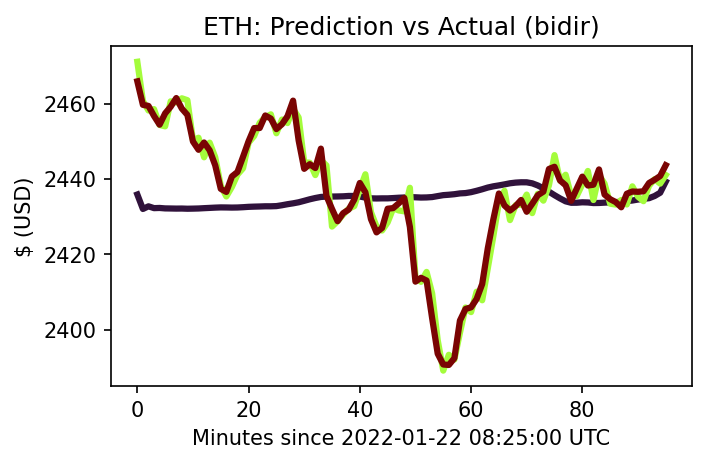 ETH: Prediction vs Actual (bidir)
$ (USD)
2460
2440
2420
2400
0 20 40 60 80
Minutes since 2022-01-22 08:25:00 UTC